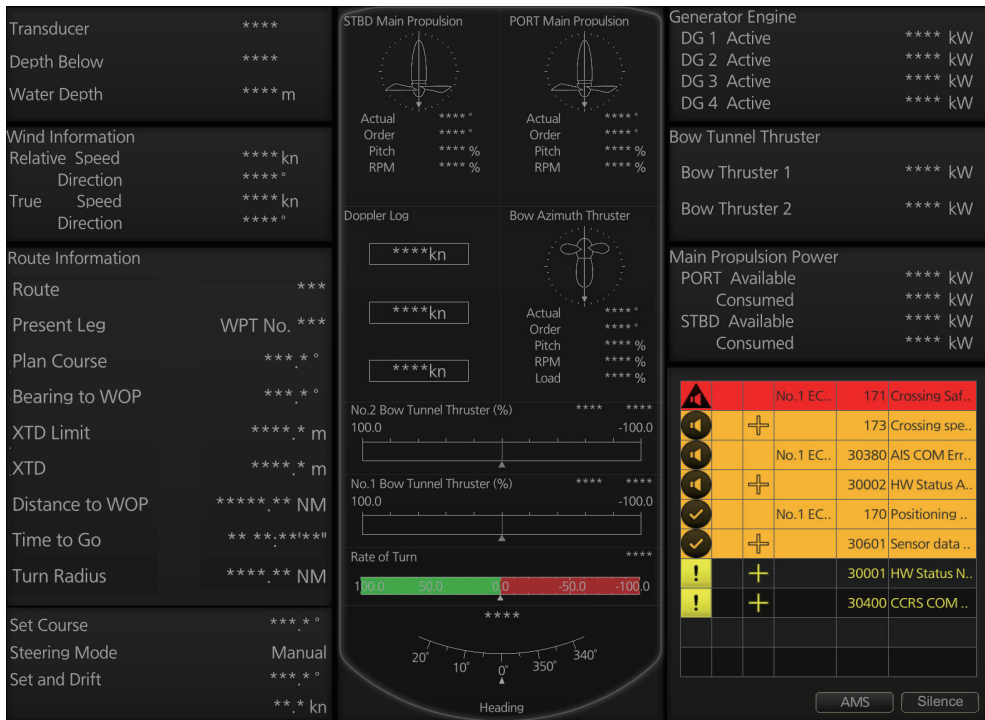 Transducer ****
Depth Below ****
Water Depth **** m
Wind Information
Relative Speed **** kn
Direction **** °
True Speed **** kn
Direction **** °
Route Information
Route ***
Present Leg WPT No. ***
Plan Course ***.* °
Bearing to WOP ***.* °
XTD Limit ****.* m
XTD ****.* m
Distance to WOP *****.** NM
Time to Go ** **:**'**"
Turn Radius ****.** NM
Set Course ***.* °
Steering Mode Manual
Set and Drift ***.* °
**.* kn
STBD Main Propulsion
Actual **** °
Order **** °
Pitch **** %
RPM **** %
PORT Main Propulsion
Actual **** °
Order **** °
Pitch **** %
RPM **** %
Doppler Log
****kn
****kn
****kn
Bow Azimuth Thruster
Actual **** °
Order **** °
Pitch **** %
RPM **** %
Load **** %
No.2 Bow Tunnel Thruster (%) **** ****
100.0 -100.0
No.1 Bow Tunnel Thruster (%) **** ****
100.0 -100.0
Rate of Turn ****
100.0 50.0 0.0 -50.0 -100.0
****
20° 10° 0° 350° 340°
Heading
Generator Engine
DG 1 Active **** kW
DG 2 Active **** kW
DG 3 Active **** kW
DG 4 Active **** kW
Bow Tunnel Thruster
Bow Thruster 1 **** kW
Bow Thruster 2 **** kW
Main Propulsion Power
PORT Available **** kW
Consumed **** kW
STBD Available **** kW
Consumed **** kW
No.1 EC.. 171 Crossing Saf..
173 Crossing spe..
No.1 EC.. 30380 AIS COM Err..
30002 HW Status A..
No.1 EC.. 170 Positioning ..
30601 Sensor data ..
! 30001 HW Status N..
! 30400 CCRS COM ..
AMS Silence